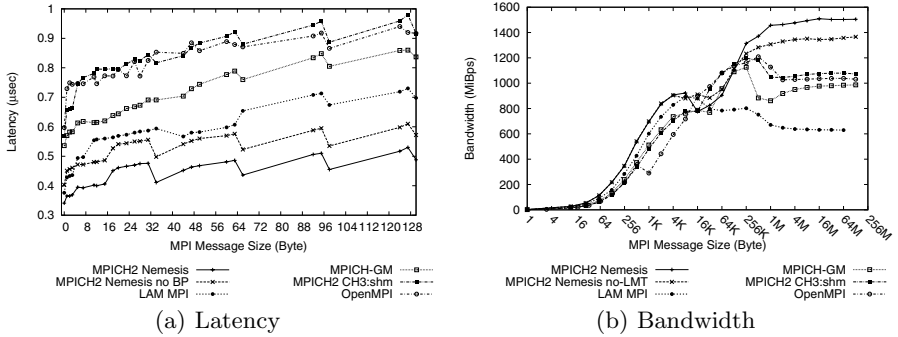 Latency (µsec)
1
0.9
0.8
0.7
0.6
0.5
0.4
0.3
0 8 16 24 32 40 48 56 64 72 80 88 96 104 112 120 128
MPI Message Size (Byte)
MPICH2 Nemesis
MPICH2 Nemesis no BP
LAM MPI
MPICH-GM
MPICH2 CH3:shm
OpenMPI
(a) Latency
Bandwidth (MiBps)
1600
1400
1200
1000
800
600
400
200
0
1 4 16 64 256 1K 4K 16K 64K 256K 1M 4M 16M 64M 256M
MPI Message Size (Byte)
MPICH2 Nemesis
MPICH2 Nemesis no-LMT
LAM MPI
MPICH-GM
MPICH2 CH3:shm
OpenMPI
(b) Bandwidth